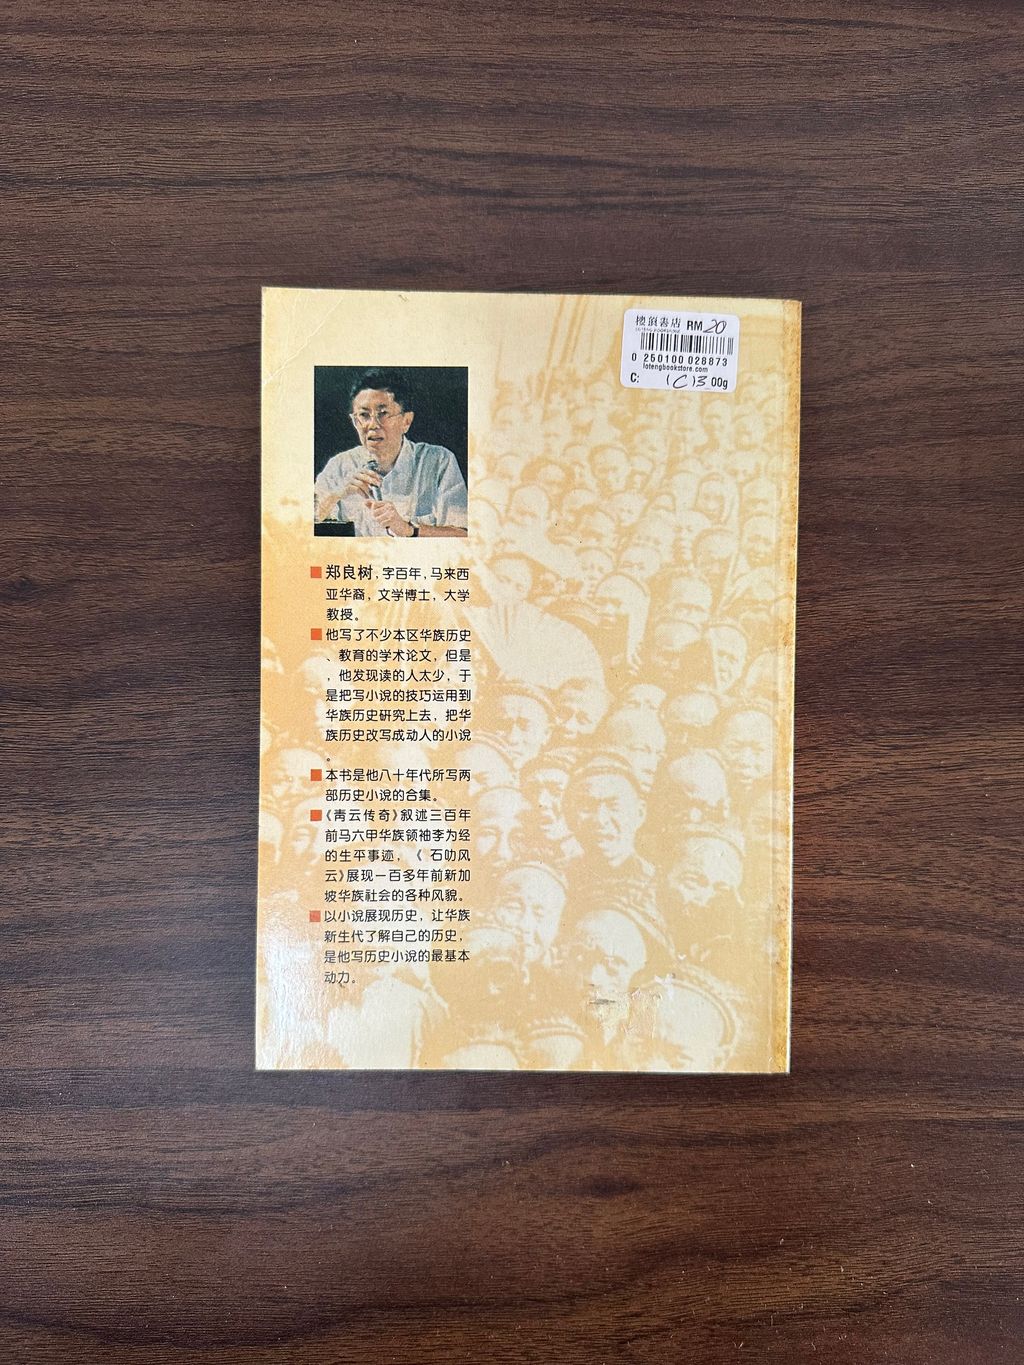 楼頂書店 RM 20
0 250100 028873
lotengbookstore.com
C: 1C13 00g
■郑良树，字百年，马来西
亚华裔，文学博士，大学
教授。
■他写了不少本区华族历史
、教育的学术论文，但是
，他发现读的人太少，于
是把写小说的技巧运用到
华族历史研究上去，把华
族历史改写成动人的小说
。
■本书是他八十年代所写两
部历史小说的合集。
■《青云传奇》叙述三百年
前马六甲华族领袖李为经
的生平事迹，《 石叻风
云》展现一百多年前新加
坡华族社会的各种风貌。
■以小说展现历史，让华族
新生代了解自己的历史，
是他写历史小说的最基本
动力。